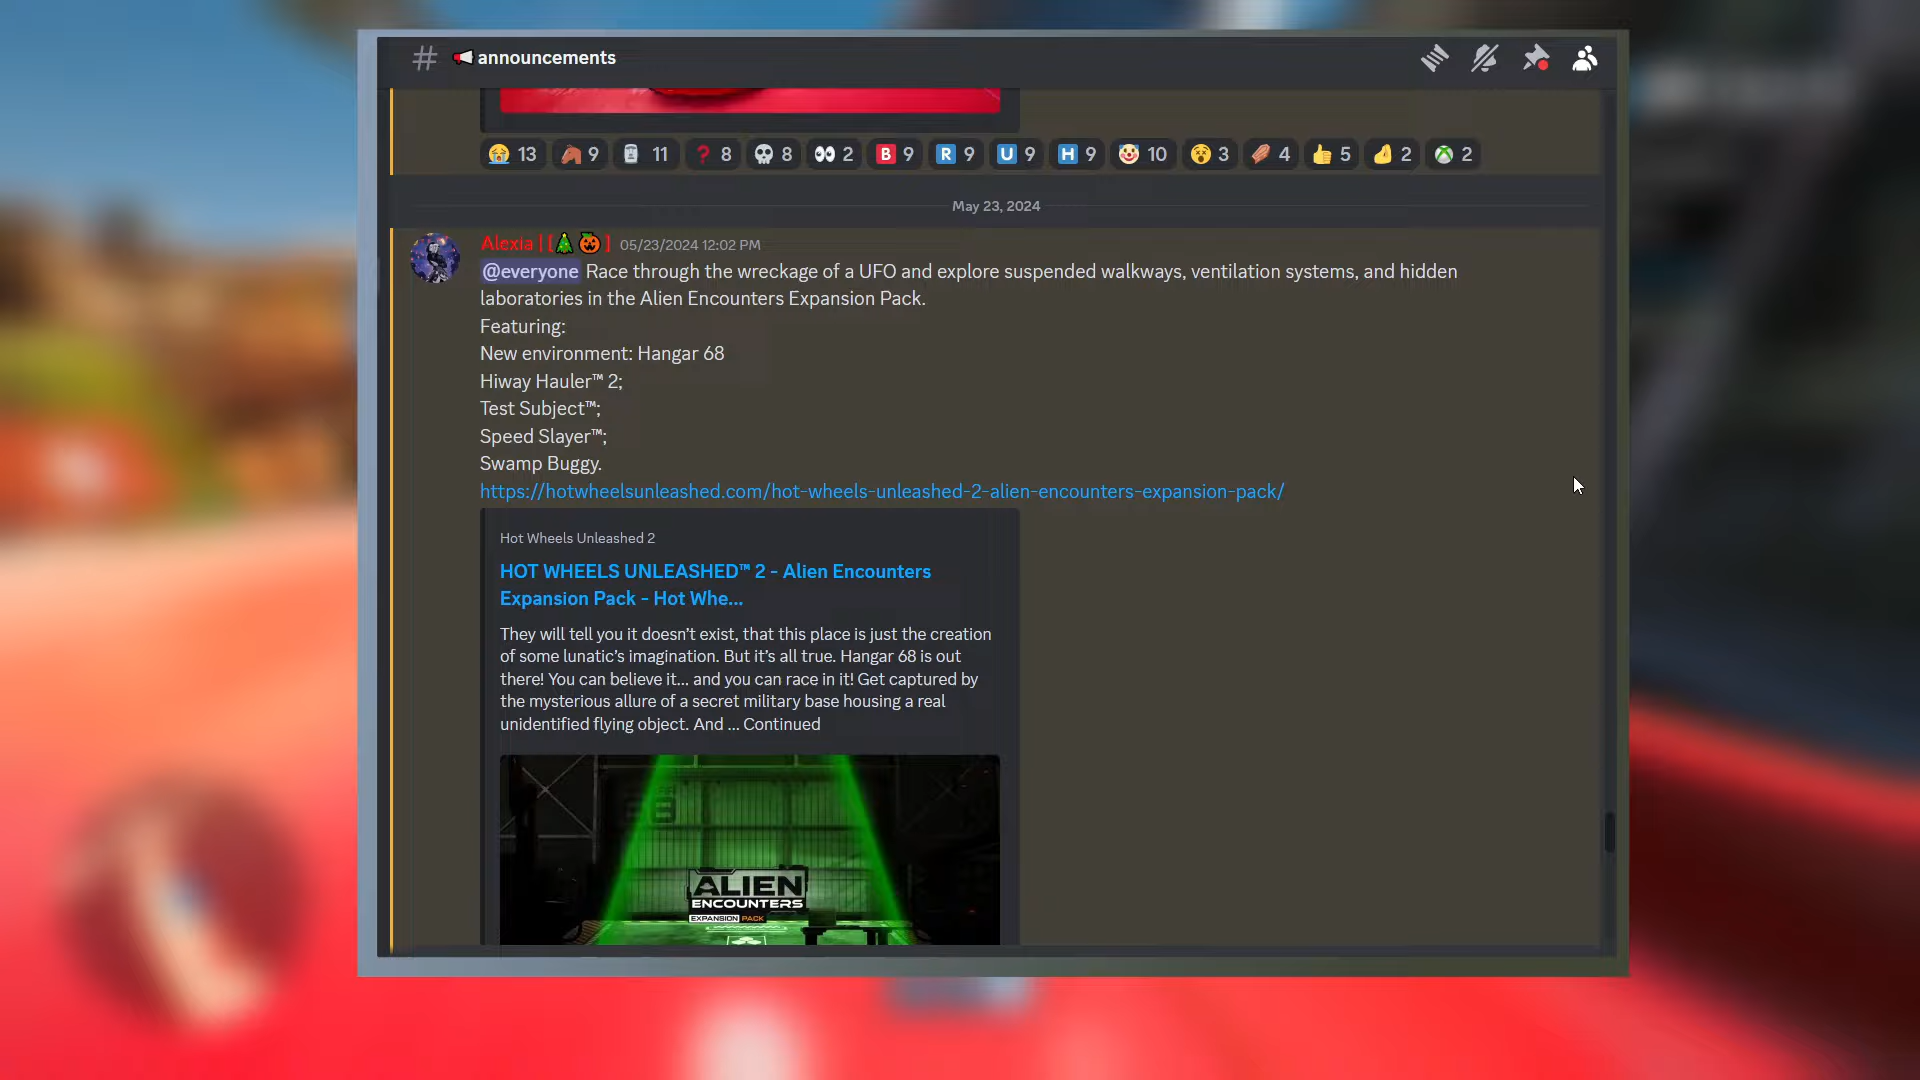 announcements
13 9 11 8 8 2 B 9 R 9 U 9 H 9 10 3 4 5 2 2
May 23, 2024
Alexia | [🎄🎃] 05/23/2024 12:02 PM
@everyone Race through the wreckage of a UFO and explore suspended walkways, ventilation systems, and hidden
laboratories in the Alien Encounters Expansion Pack.
Featuring:
New environment: Hangar 68
Hiway Hauler™ 2;
Test Subject™;
Speed Slayer™;
Swamp Buggy.
https://hotwheelsunleashed.com/hot-wheels-unleashed-2-alien-encounters-expansion-pack/
Hot Wheels Unleashed 2
HOT WHEELS UNLEASHED™ 2 - Alien Encounters
Expansion Pack - Hot Whe...
They will tell you it doesn't exist, that this place is just the creation
of some lunatic's imagination. But it's all true. Hangar 68 is out
there! You can believe it... and you can race in it! Get captured by
the mysterious allure of a secret military base housing a real
unidentified flying object. And ... Continued
ALIEN
ENCOUNTERS
EXPANSION PACK